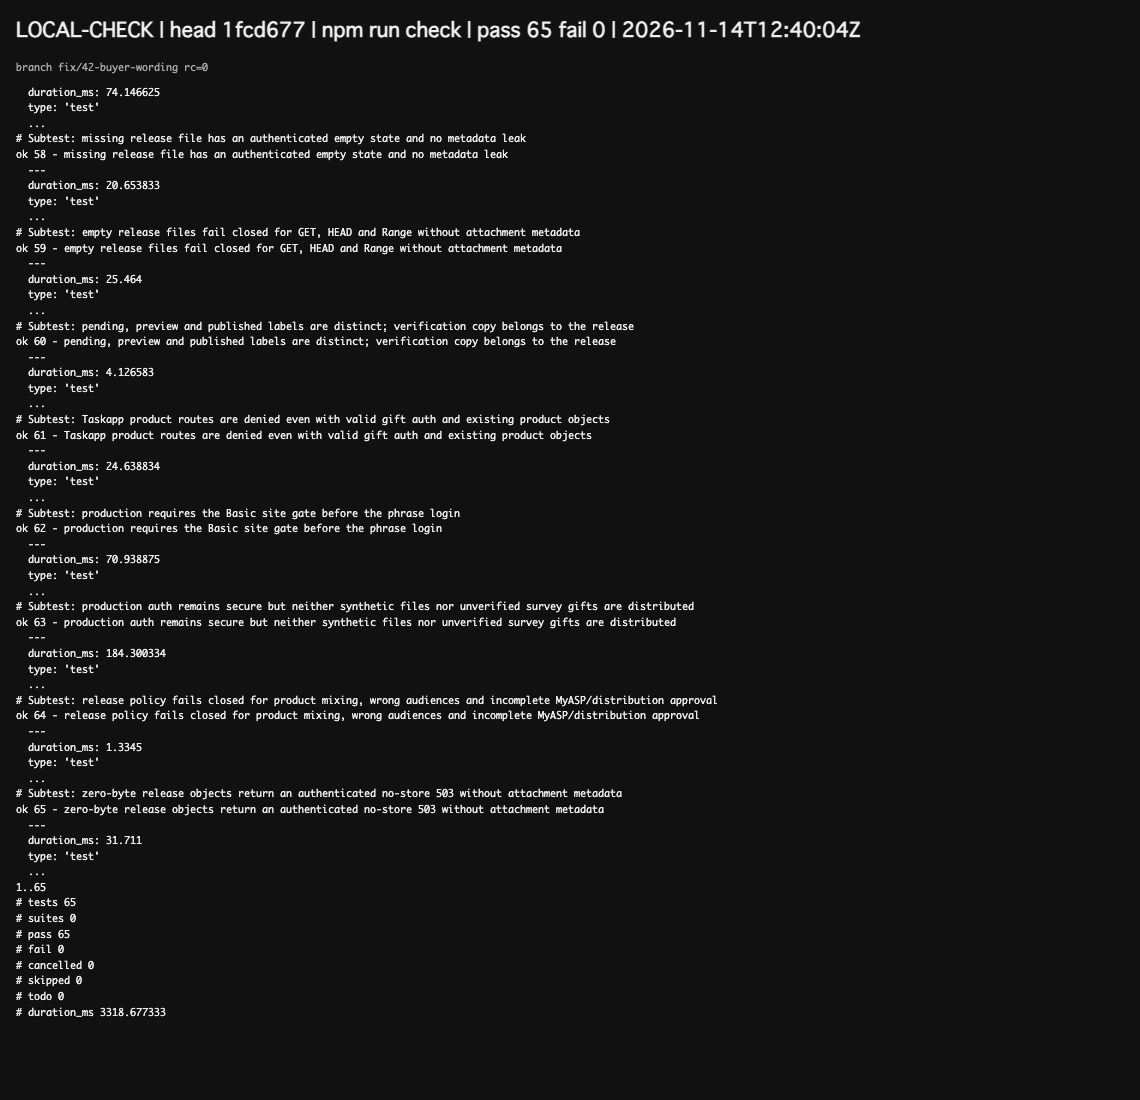 LOCAL-CHECK | head 1fcd677 | npm run check | pass 65 fail 0 | 2026-11-14T12:40:04Z
branch fix/42-buyer-wording rc=0
  duration_ms: 74.146625
  type: 'test'
  ...
# Subtest: missing release file has an authenticated empty state and no metadata leak
ok 58 - missing release file has an authenticated empty state and no metadata leak
  ---
  duration_ms: 20.653833
  type: 'test'
  ...
# Subtest: empty release files fail closed for GET, HEAD and Range without attachment metadata
ok 59 - empty release files fail closed for GET, HEAD and Range without attachment metadata
  ---
  duration_ms: 25.464
  type: 'test'
  ...
# Subtest: pending, preview and published labels are distinct; verification copy belongs to the release
ok 60 - pending, preview and published labels are distinct; verification copy belongs to the release
  ---
  duration_ms: 4.126583
  type: 'test'
  ...
# Subtest: Taskapp product routes are denied even with valid gift auth and existing product objects
ok 61 - Taskapp product routes are denied even with valid gift auth and existing product objects
  ---
  duration_ms: 24.638834
  type: 'test'
  ...
# Subtest: production requires the Basic site gate before the phrase login
ok 62 - production requires the Basic site gate before the phrase login
  ---
  duration_ms: 70.938875
  type: 'test'
  ...
# Subtest: production auth remains secure but neither synthetic files nor unverified survey gifts are distributed
ok 63 - production auth remains secure but neither synthetic files nor unverified survey gifts are distributed
  ---
  duration_ms: 184.300334
  type: 'test'
  ...
# Subtest: release policy fails closed for product mixing, wrong audiences and incomplete MyASP/distribution approval
ok 64 - release policy fails closed for product mixing, wrong audiences and incomplete MyASP/distribution approval
  ---
  duration_ms: 1.3345
  type: 'test'
  ...
# Subtest: zero-byte release objects return an authenticated no-store 503 without attachment metadata
ok 65 - zero-byte release objects return an authenticated no-store 503 without attachment metadata
  ---
  duration_ms: 31.711
  type: 'test'
  ...
1..65
# tests 65
# suites 0
# pass 65
# fail 0
# cancelled 0
# skipped 0
# todo 0
# duration_ms 3318.677333